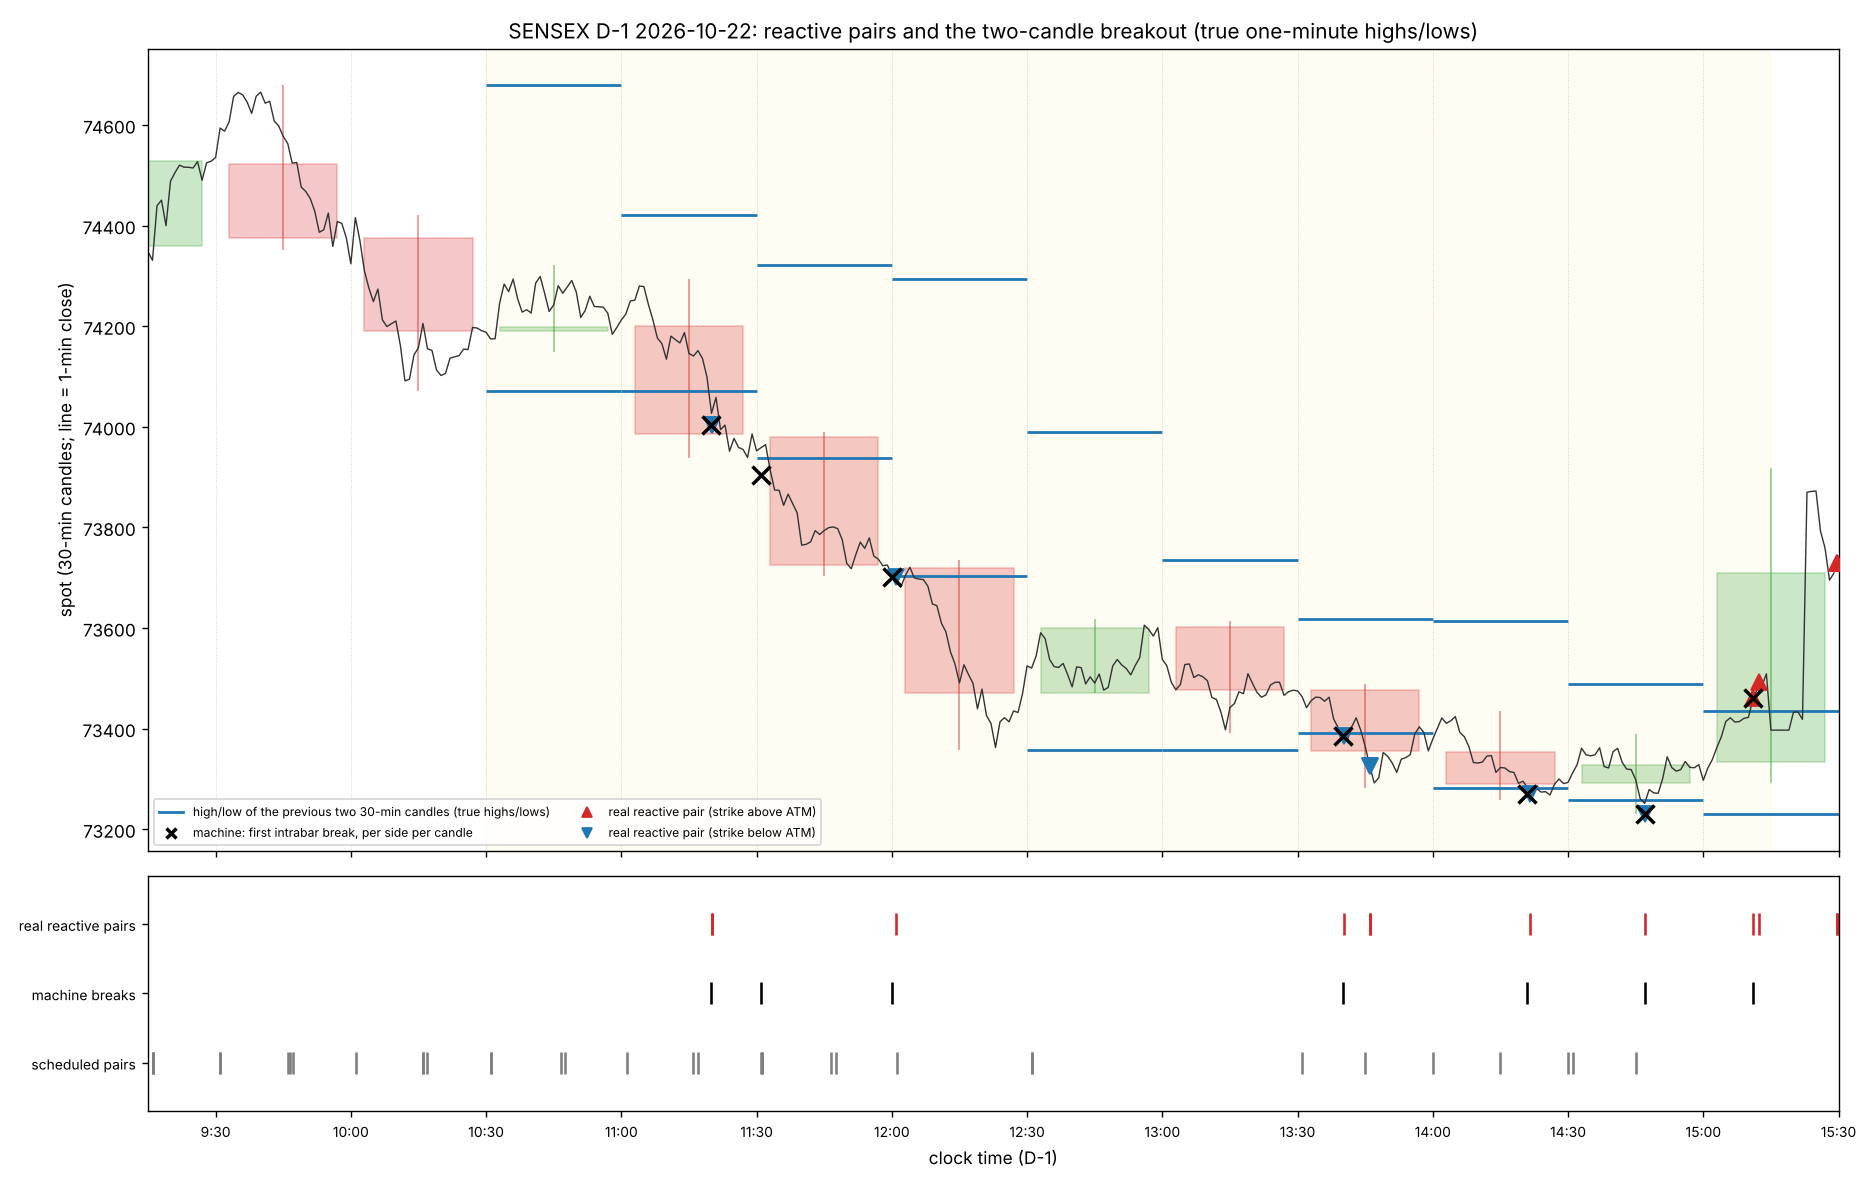 SENSEX D-1 2026-10-22: reactive pairs and the two-candle breakout (true one-minute highs/lows)
spot (30-min candles; line = 1-min close)
74600
74400
74200
74000
73800
73600
73400
73200
high/low of the previous two 30-min candles (true highs/lows)
machine: first intrabar break, per side per candle
real reactive pair (strike above ATM)
real reactive pair (strike below ATM)
real reactive pairs
machine breaks
scheduled pairs
9:30 10:00 10:30 11:00 11:30 12:00 12:30 13:00 13:30 14:00 14:30 15:00 15:30
clock time (D-1)